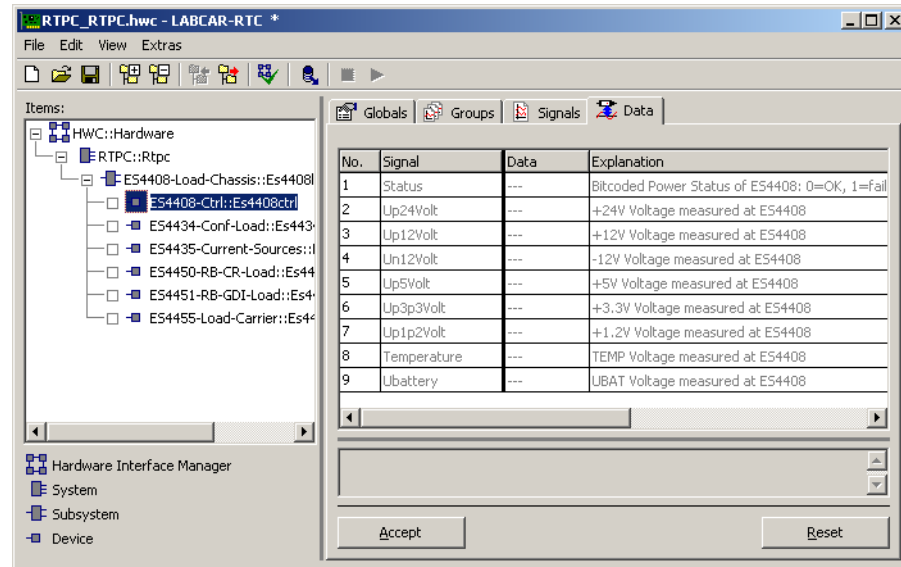 RTPC_RTPC.hwc - LABCAR-RTC *
File Edit View Extras
Items:
HWC::Hardware
RTPC::Rtpc
ES4408-Load-Chassis::Es4408l
ES4408-Ctrl::Es4408ctrl
ES4434-Conf-Load::Es443
ES4435-Current-Sources::
ES4450-RB-CR-Load::Es44
ES4451-RB-GDI-Load::Es4
ES4455-Load-Carrier::Es44
Hardware Interface Manager
System
Subsystem
Device
Globals Groups Signals Data
No. Signal Data Explanation
1 Status --- Bitcoded Power Status of ES4408: 0=OK, 1=fail
2 Up24Volt --- +24V Voltage measured at ES4408
3 Up12Volt --- +12V Voltage measured at ES4408
4 Un12Volt --- -12V Voltage measured at ES4408
5 Up5Volt --- +5V Voltage measured at ES4408
6 Up3p3Volt --- +3.3V Voltage measured at ES4408
7 Up1p2Volt --- +1.2V Voltage measured at ES4408
8 Temperature --- TEMP Voltage measured at ES4408
9 Ubattery --- UBAT Voltage measured at ES4408
Accept Reset